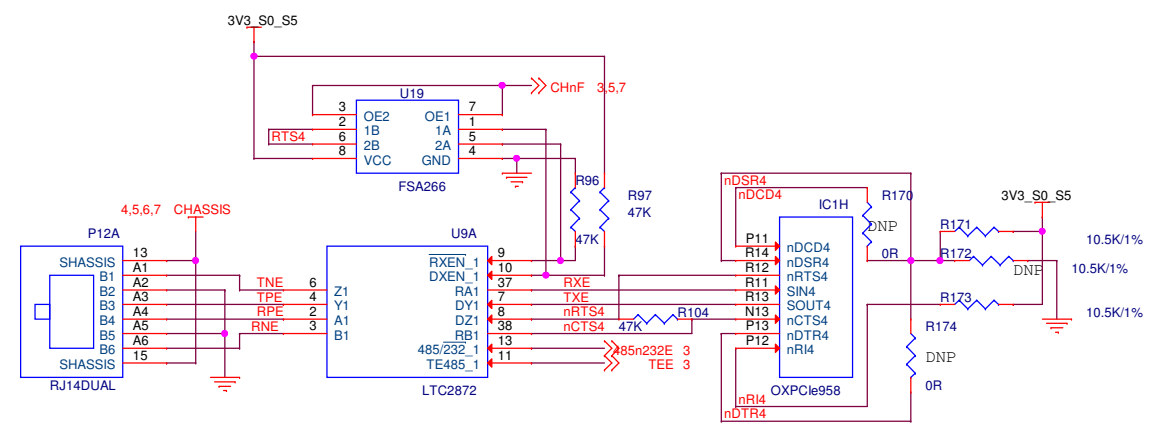 3V3_S0_S5
U19
CHnF 3,5,7
3 OE2 OE1 7
2 1B 1A 1
RTS4 6 2B 2A 5
8 VCC GND 4
FSA266
R96
47K
R97
47K
4,5,6,7 CHASSIS
P12A
SHASSIS 13
B1 A1
B2 A2
B3 A3
B4 A4
B5 A5
B6 A6
SHASSIS 15
RJ14DUAL
TNE
TPE
RPE
RNE
U9A
6 Z1
4 Y1
2 A1
3 B1
RXEN_1 9
DXEN_1 10
RA1 37
DY1 7
DZ1 8
RB1 38
485/232_1 13
TE485_1 11
LTC2872
RXE
TXE
nRTS4
nCTS4
47K
R104
485n232E 3
TEE 3
nDSR4
nDCD4
IC1H
P11 nDCD4
R14 nDSR4
R12 nRTS4
R11 SIN4
R13 SOUT4
N13 nCTS4
P13 nDTR4
P12 nRI4
OXPCIe958
nRI4
nDTR4
R170
DNP
0R
3V3_S0_S5
R171
10.5K/1%
R172
DNP
10.5K/1%
R173
10.5K/1%
R174
DNP
0R